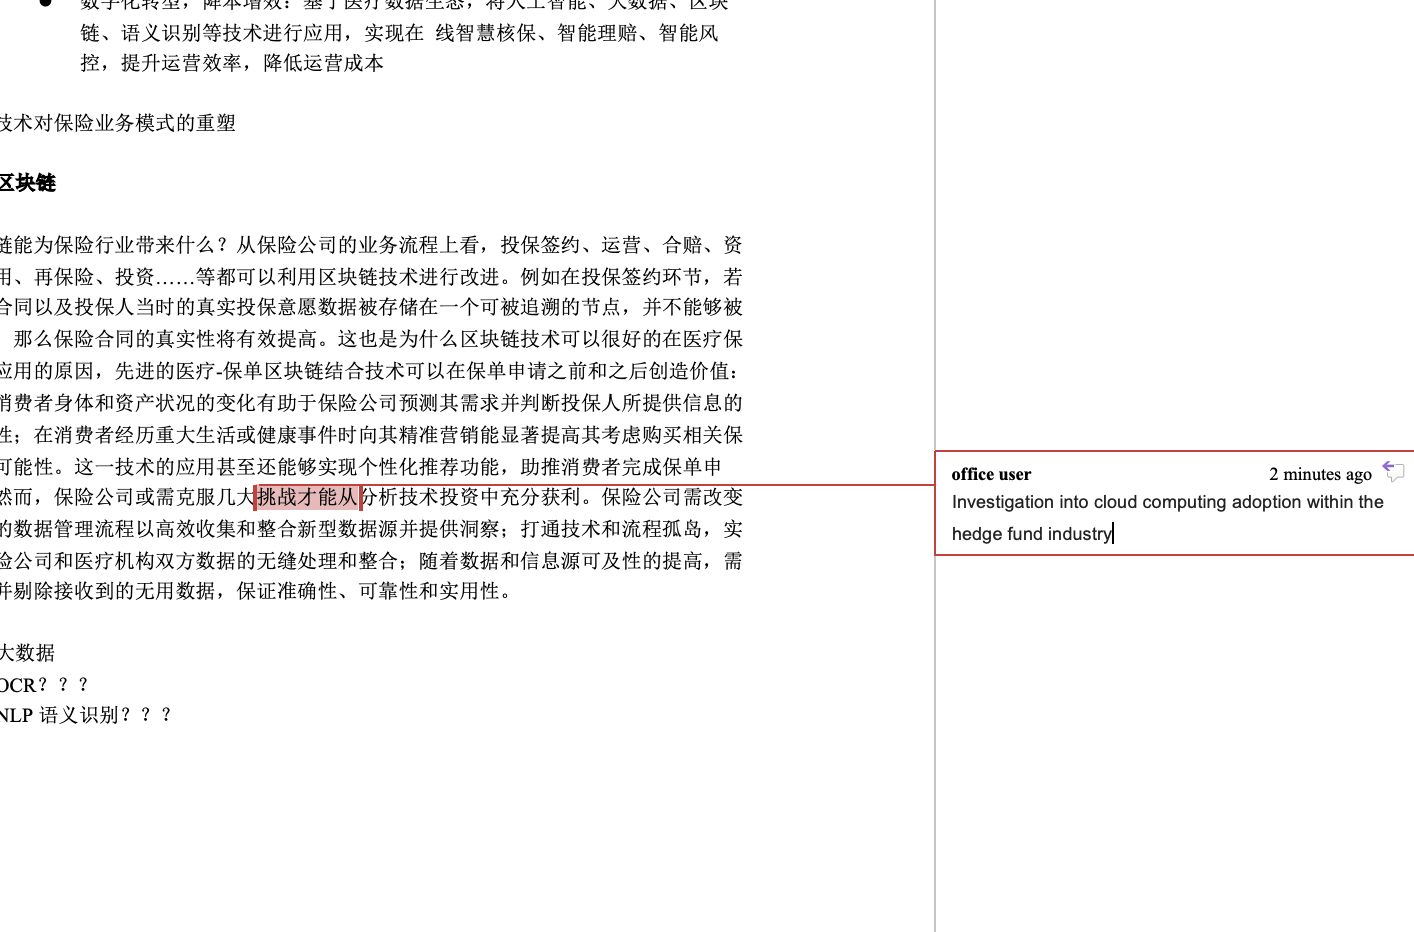 数字化转型，降本增效：基于医疗数据生态，将人工智能、大数据、区块
链、语义识别等技术进行应用，实现在 线智慧核保、智能理赔、智能风
控，提升运营效率，降低运营成本
技术对保险业务模式的重塑
区块链
链能为保险行业带来什么？从保险公司的业务流程上看，投保签约、运营、合赔、资
用、再保险、投资……等都可以利用区块链技术进行改进。例如在投保签约环节，若
合同以及投保人当时的真实投保意愿数据被存储在一个可被追溯的节点，并不能够被
那么保险合同的真实性将有效提高。这也是为什么区块链技术可以很好的在医疗保
应用的原因，先进的医疗-保单区块链结合技术可以在保单申请之前和之后创造价值：
消费者身体和资产状况的变化有助于保险公司预测其需求并判断投保人所提供信息的
性；在消费者经历重大生活或健康事件时向其精准营销能显著提高其考虑购买相关保
可能性。这一技术的应用甚至还能够实现个性化推荐功能，助推消费者完成保单申
然而，保险公司或需克服几大挑战才能从分析技术投资中充分获利。保险公司需改变
的数据管理流程以高效收集和整合新型数据源并提供洞察；打通技术和流程孤岛，实
险公司和医疗机构双方数据的无缝处理和整合；随着数据和信息源可及性的提高，需
并剔除接收到的无用数据，保证准确性、可靠性和实用性。
大数据
OCR？？？
NLP 语义识别？？？
office user 2 minutes ago
Investigation into cloud computing adoption within the
hedge fund industry